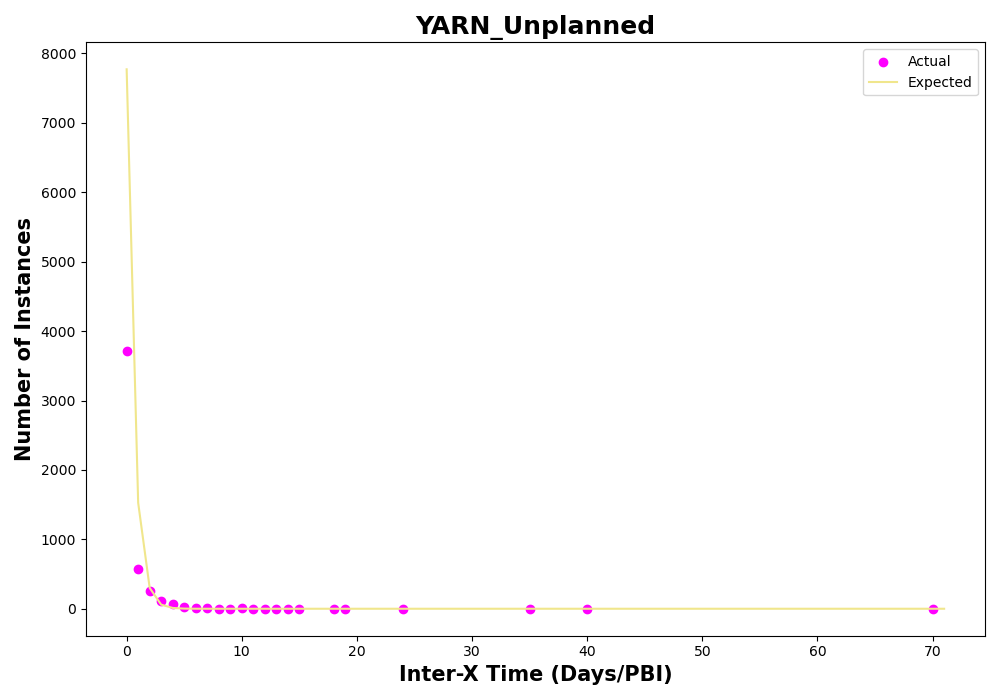 YARN_Unplanned
Actual
Expected
Number of Instances
8000
7000
6000
5000
4000
3000
2000
1000
0
0 10 20 30 40 50 60 70
Inter-X Time (Days/PBI)